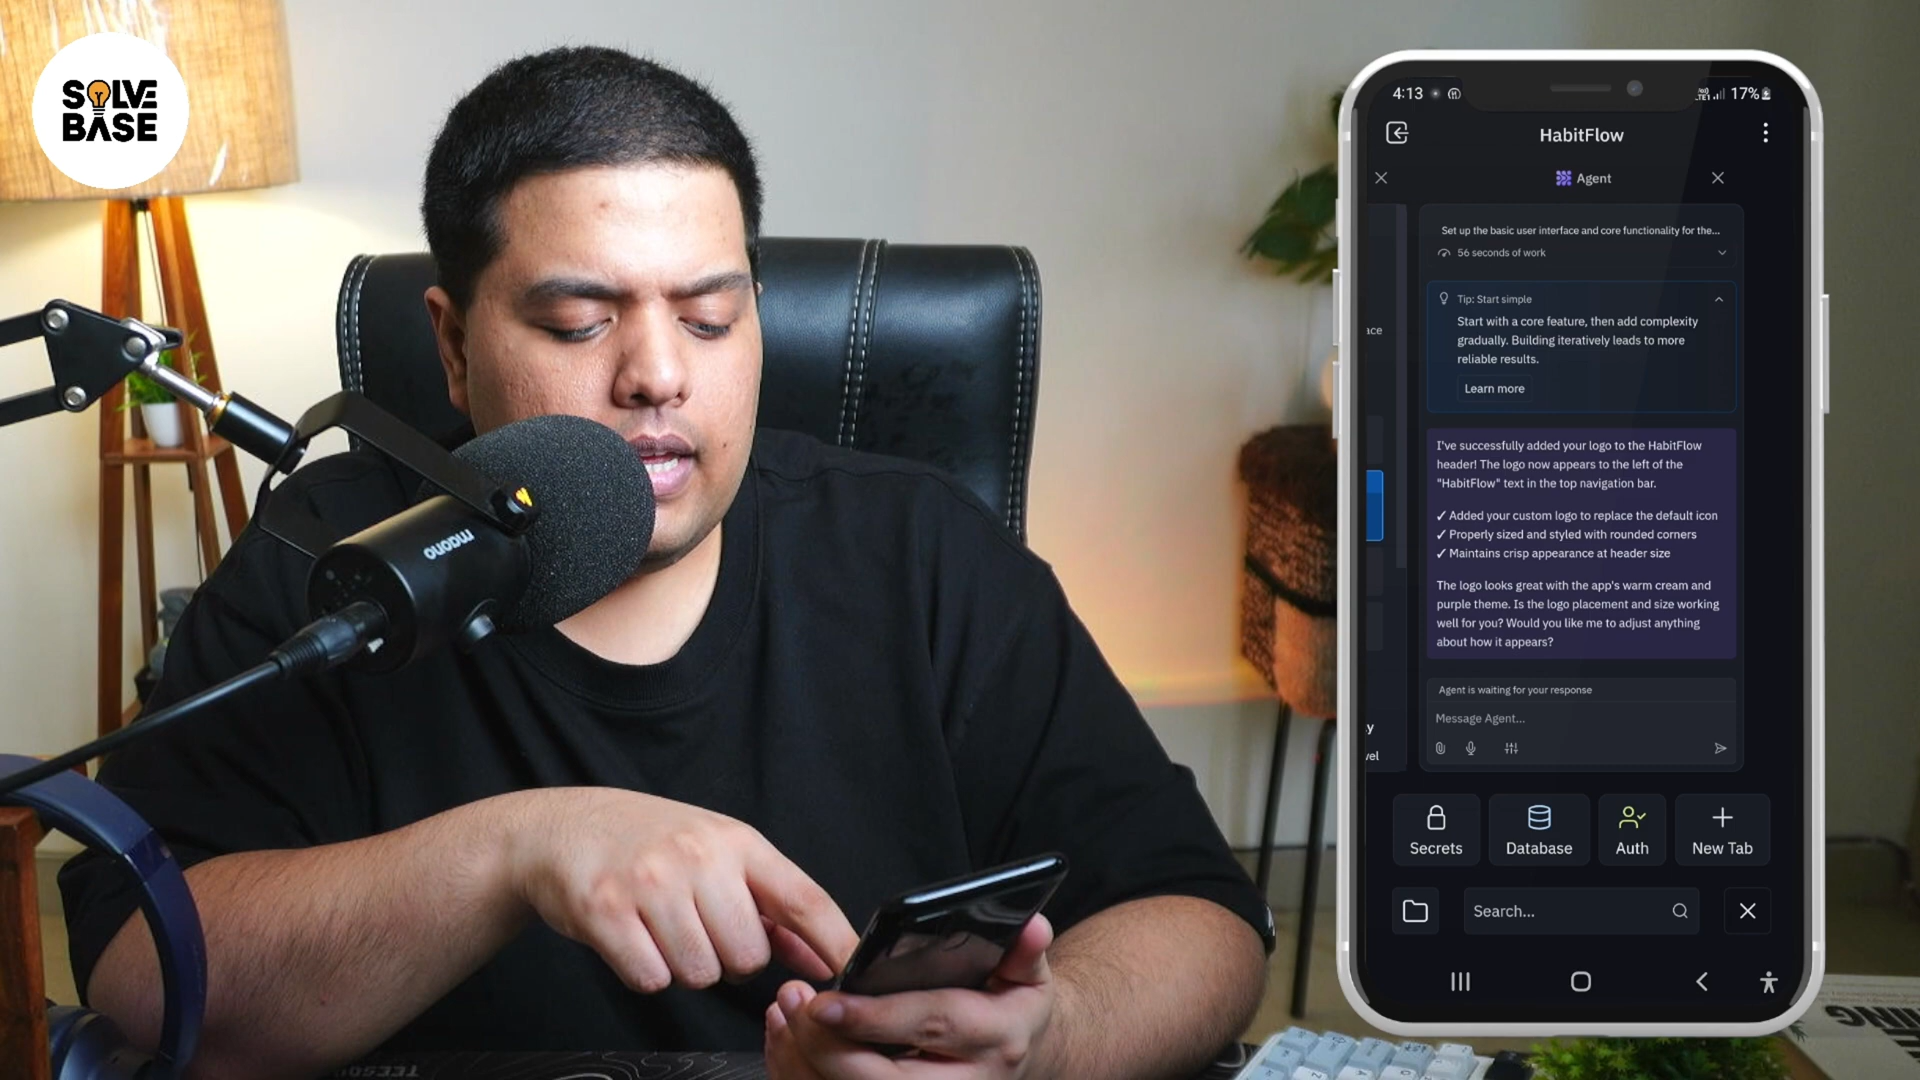 SOLVE
BASE
maono
4:13
17%
HabitFlow
Agent
Set up the basic user interface and core functionality for the...
56 seconds of work
Tip: Start simple
Start with a core feature, then add complexity
gradually. Building iteratively leads to more
reliable results.
Learn more
I've successfully added your logo to the HabitFlow
header! The logo now appears to the left of the
"HabitFlow" text in the top navigation bar.
✓ Added your custom logo to replace the default icon
✓ Properly sized and styled with rounded corners
✓ Maintains crisp appearance at header size
The logo looks great with the app's warm cream and
purple theme. Is the logo placement and size working
well for you? Would you like me to adjust anything
about how it appears?
Agent is waiting for your response
Message Agent...
Secrets
Database
Auth
New Tab
Search...